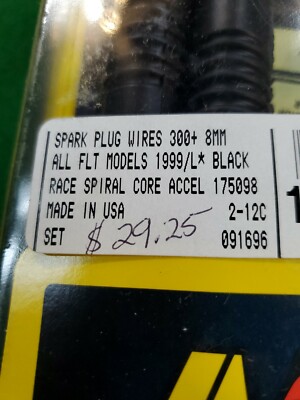 SPARK PLUG WIRES 300+ 8MM
ALL FLT MODELS 1999/L* BLACK
RACE SPIRAL CORE ACCEL 175098
MADE IN USA 2-12C
SET $29.25 091696